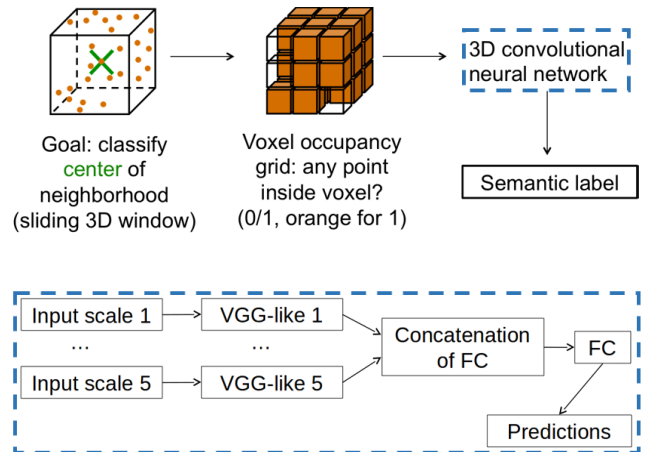 3D convolutional
neural network
Goal: classify
center of
neighborhood
(sliding 3D window)
Voxel occupancy
grid: any point
inside voxel?
(0/1, orange for 1)
Semantic label
Input scale 1
VGG-like 1
...
...
Input scale 5
VGG-like 5
Concatenation
of FC
FC
Predictions